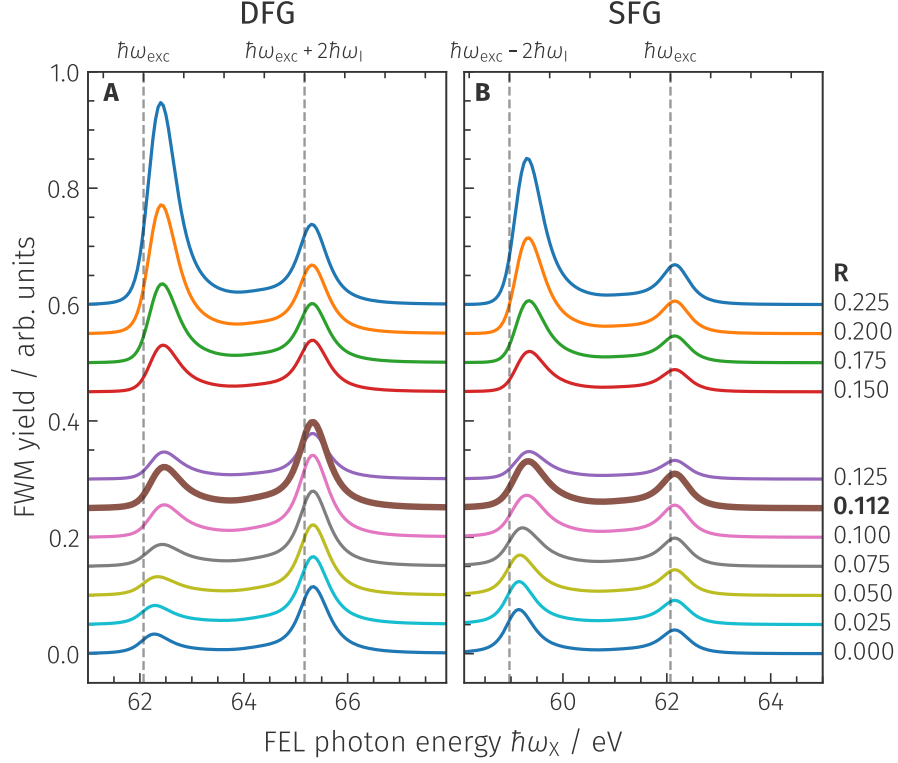 DFG SFG
ℏω_exc ℏω_exc + 2ℏω_I ℏω_exc − 2ℏω_I ℏω_exc
A B
1.0
0.8
0.6
0.4
0.2
0.0
FWM yield / arb. units
R
0.225
0.200
0.175
0.150
0.125
0.112
0.100
0.075
0.050
0.025
0.000
62 64 66 60 62 64
FEL photon energy ℏω_X / eV